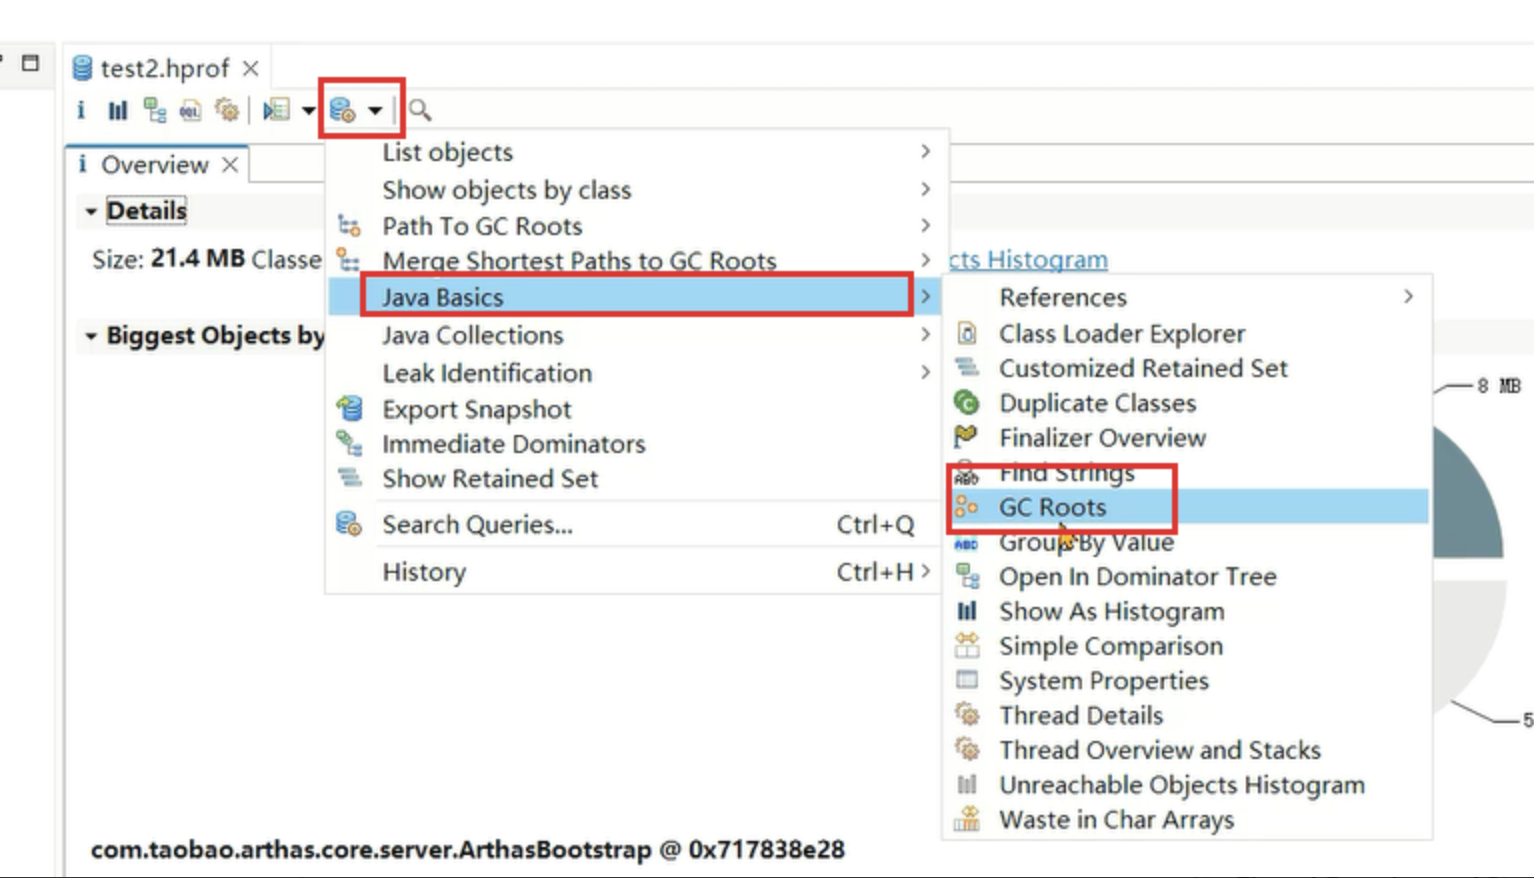 test2.hprof
Overview
Details
Size: 21.4 MB Classe
cts Histogram
Biggest Objects by
List objects
Show objects by class
Path To GC Roots
Merge Shortest Paths to GC Roots
Java Basics
Java Collections
Leak Identification
Export Snapshot
Immediate Dominators
Show Retained Set
Search Queries... Ctrl+Q
History Ctrl+H
References
Class Loader Explorer
Customized Retained Set
Duplicate Classes
Finalizer Overview
Find Strings
GC Roots
Group By Value
Open In Dominator Tree
Show As Histogram
Simple Comparison
System Properties
Thread Details
Thread Overview and Stacks
Unreachable Objects Histogram
Waste in Char Arrays
8 MB
5
com.taobao.arthas.core.server.ArthasBootstrap @ 0x717838e28